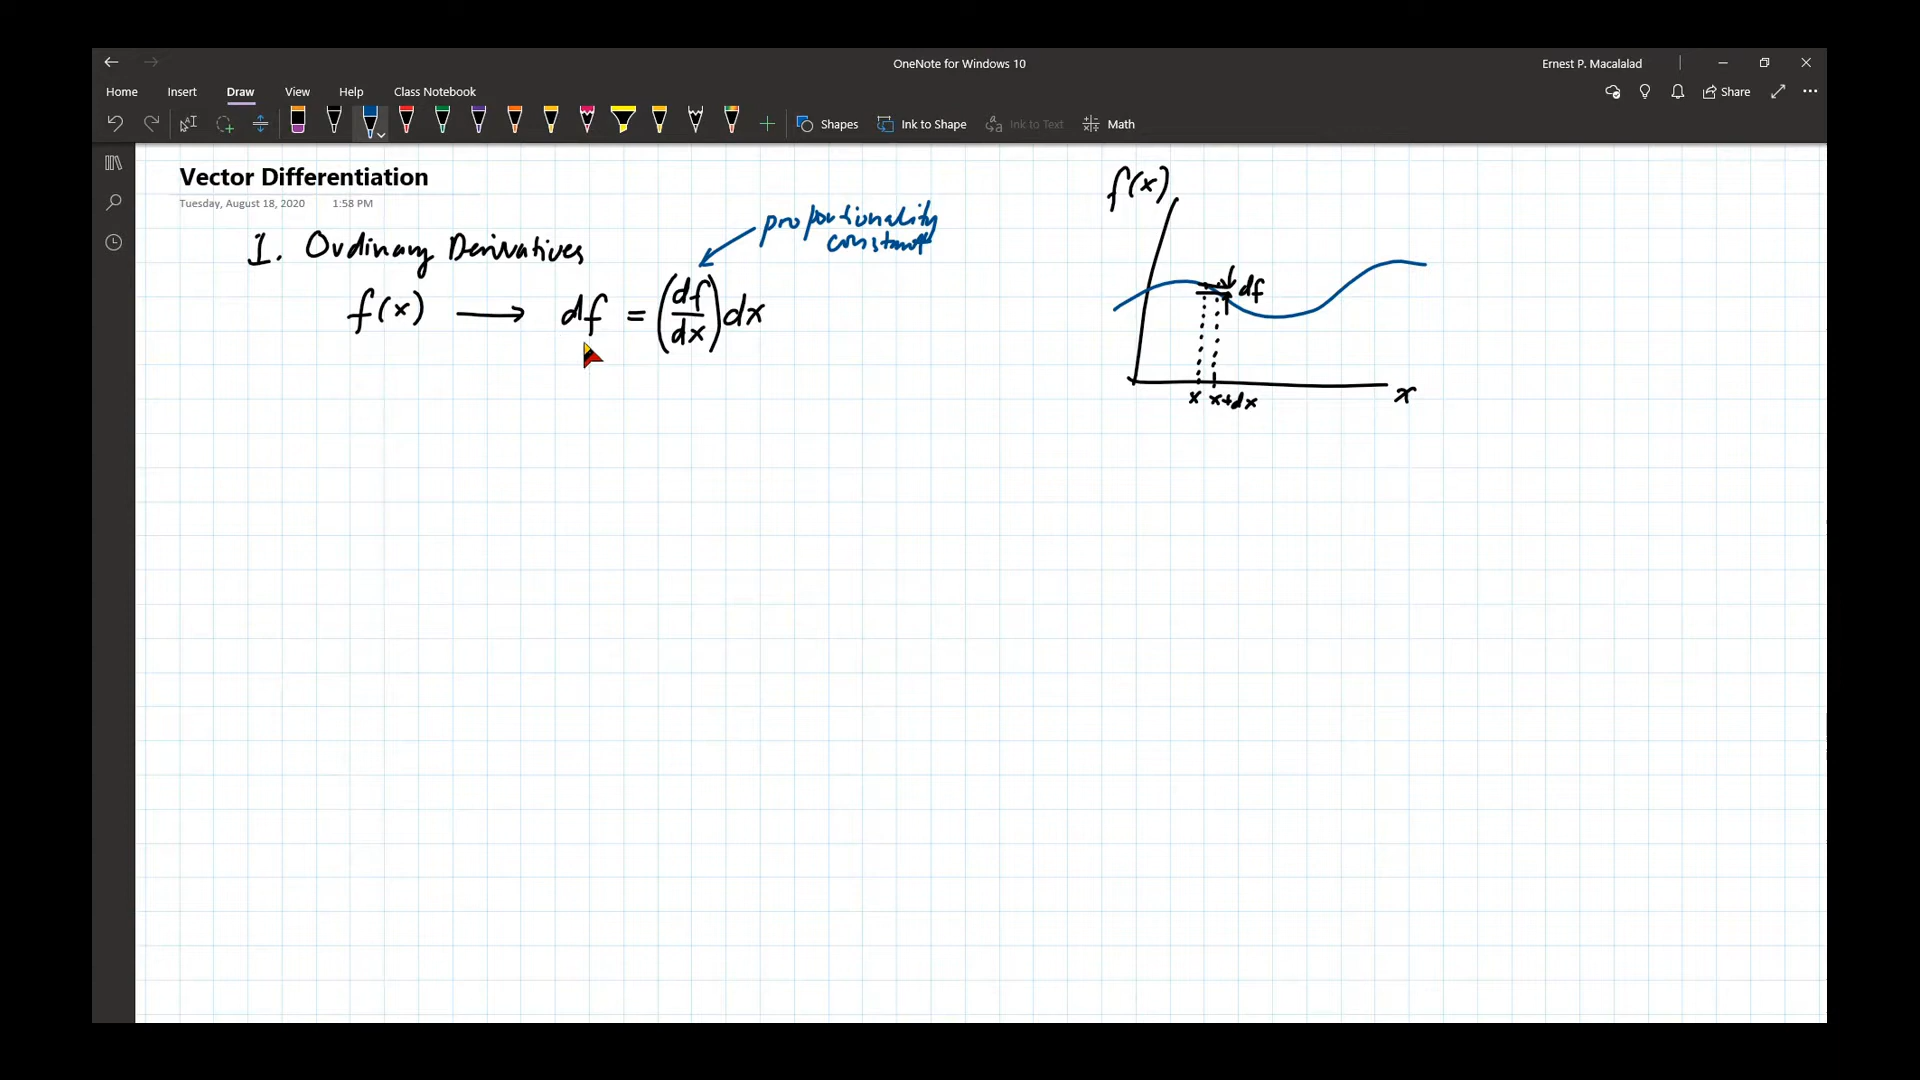 OneNote for Windows 10
Ernest P. Macalalad
Home Insert Draw View Help Class Notebook
Share
Shapes Ink to Shape Ink to Text Math
Vector Differentiation
Tuesday, August 18, 2020 1:58 PM
I. Ordinary Derivatives
proportionality
constant
f(x) → df = (df/dx) dx
f(x)
df
x x+dx
x